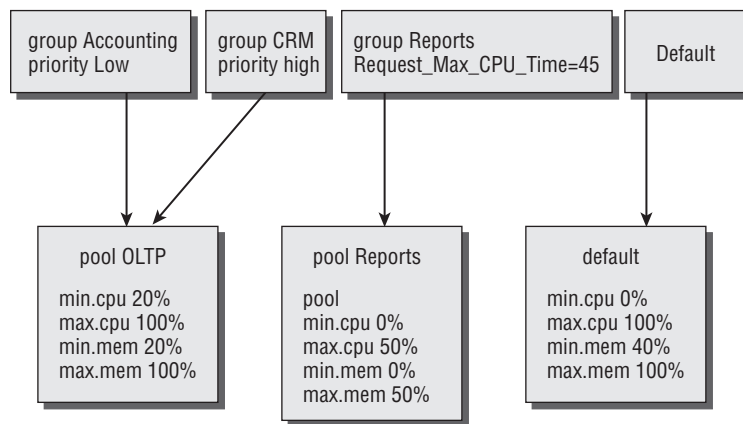 group Accounting
priority Low
group CRM
priority high
group Reports
Request_Max_CPU_Time=45
Default
pool OLTP
min.cpu 20%
max.cpu 100%
min.mem 20%
max.mem 100%
pool Reports
pool
min.cpu 0%
max.cpu 50%
min.mem 0%
max.mem 50%
default
min.cpu 0%
max.cpu 100%
min.mem 40%
max.mem 100%